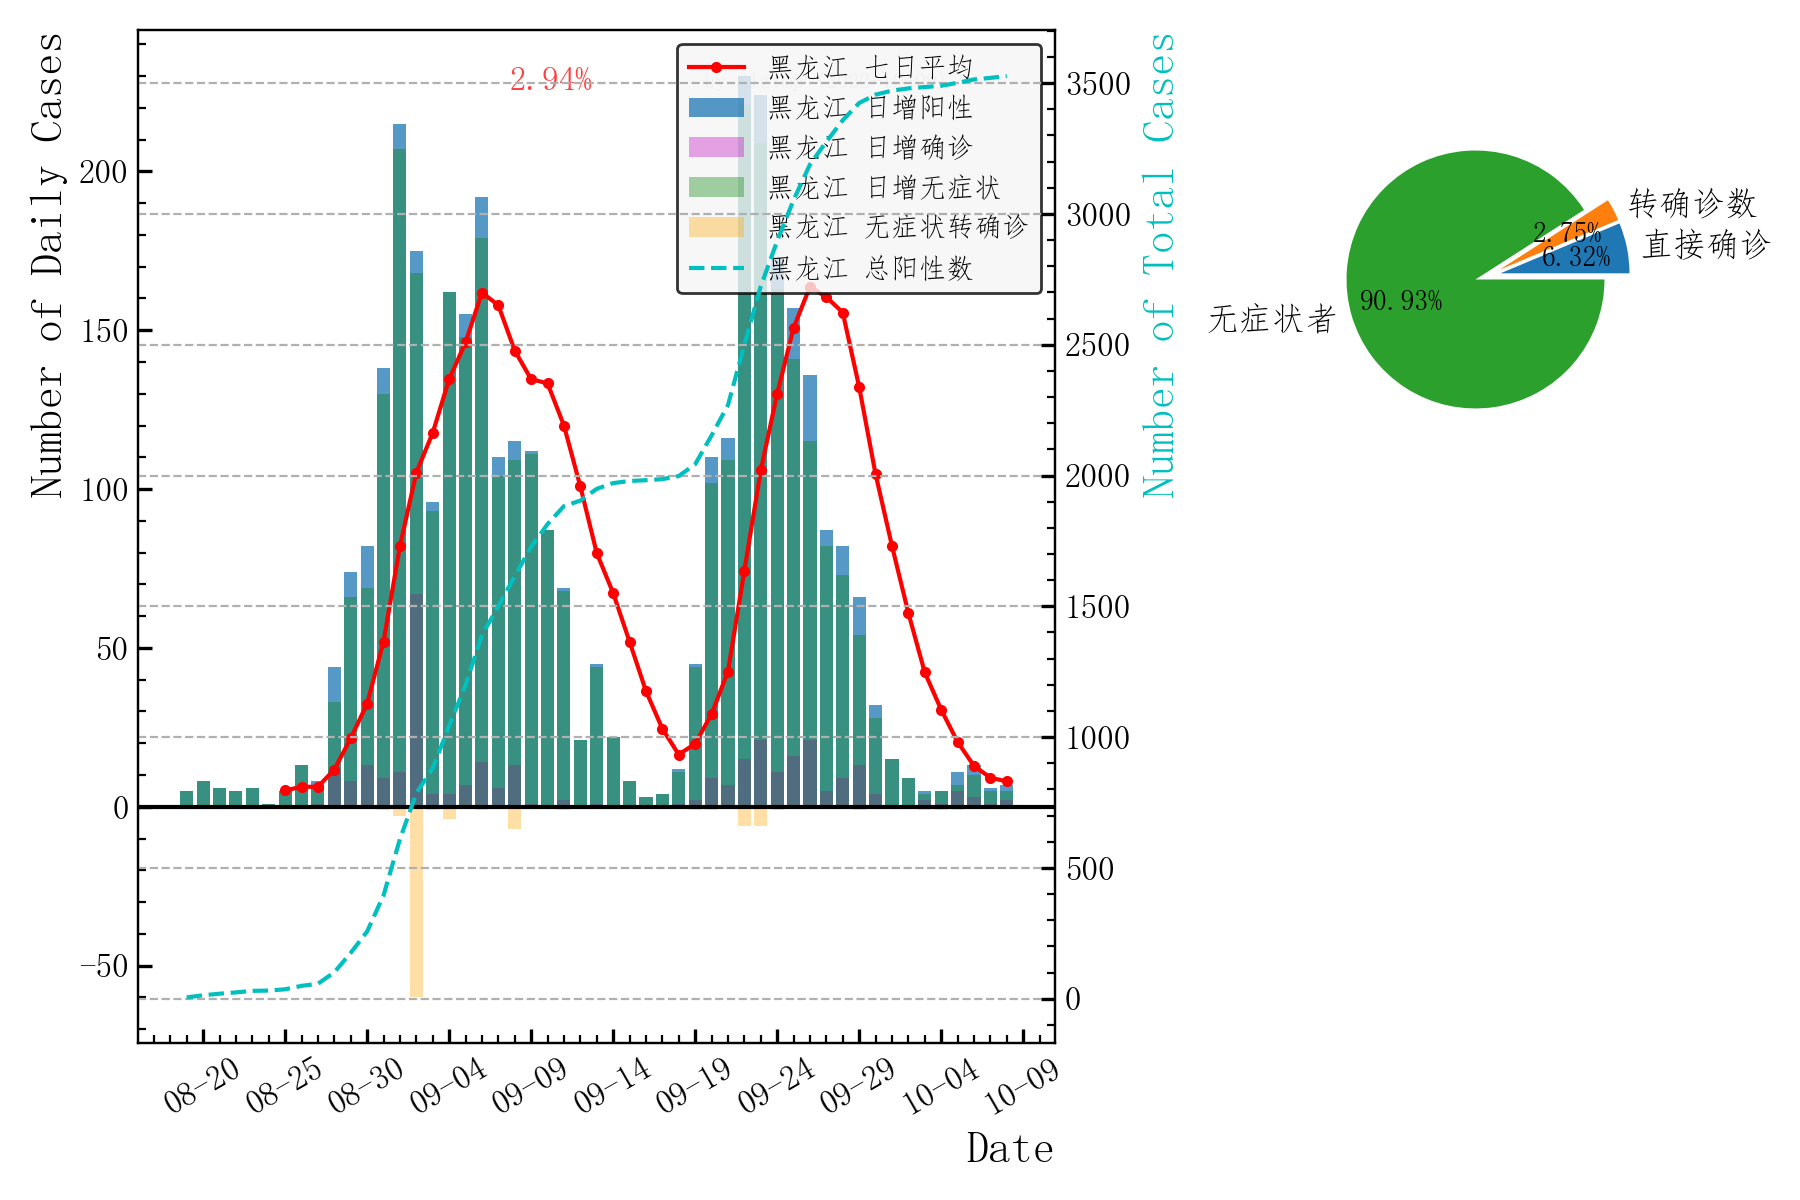 Number of Daily Cases
200
150
100
50
0
−50
2.94%
黑龙江 七日平均
黑龙江 日增阳性
黑龙江 日增确诊
黑龙江 日增无症状
黑龙江 无症状转确诊
黑龙江 总阳性数
3500
3000
2500
2000
1500
1000
500
0
Number of Total Cases
08−20
08−25
08−30
09−04
09−09
09−14
09−19
09−24
09−29
10−04
10−09
Date
转确诊数
2.75%
直接确诊
6.32%
90.93%
无症状者